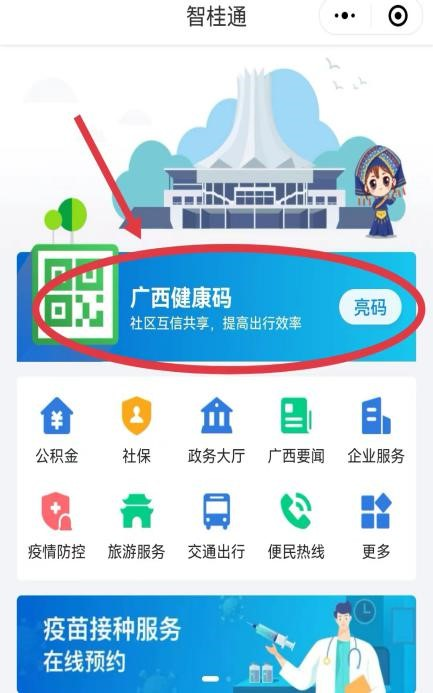 智桂通
广西健康码
社区互信共享，提高出行效率
亮码
公积金
社保
政务大厅
广西要闻
企业服务
疫情防控
旅游服务
交通出行
便民热线
更多
疫苗接种服务
在线预约